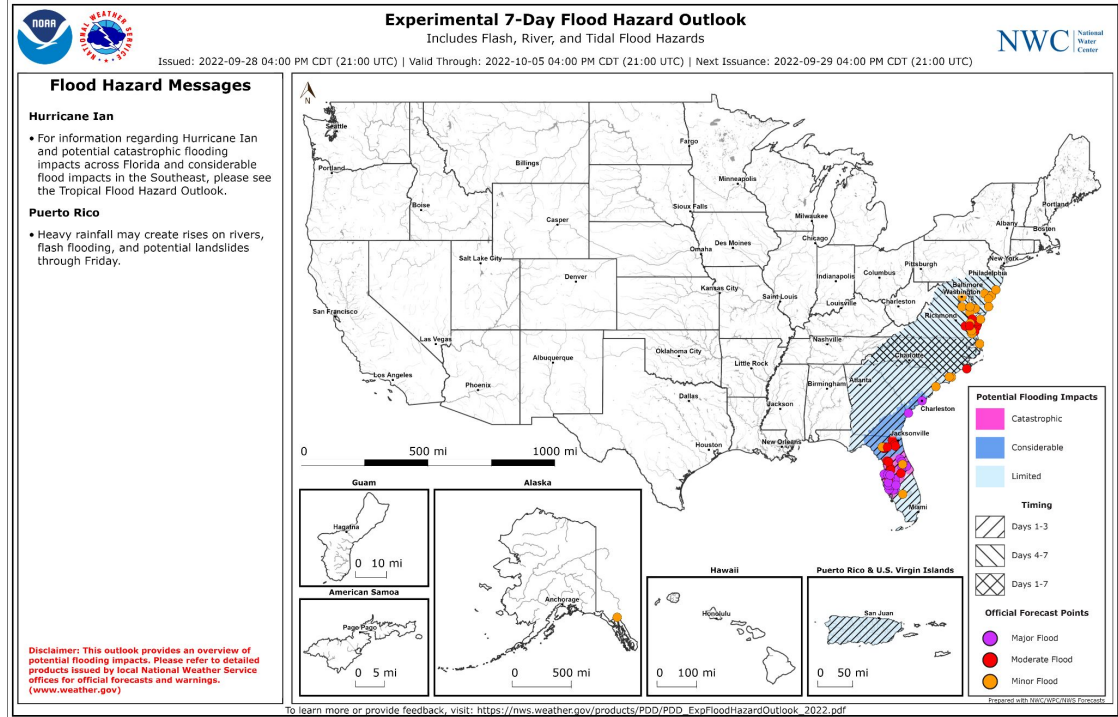 Experimental 7-Day Flood Hazard Outlook
Includes Flash, River, and Tidal Flood Hazards
Issued: 2022-09-28 04:00 PM CDT (21:00 UTC) | Valid Through: 2022-10-05 04:00 PM CDT (21:00 UTC) | Next Issuance: 2022-09-29 04:00 PM CDT (21:00 UTC)
NOAA
NATIONAL WEATHER SERVICE
NWC
National
Water
Center
Flood Hazard Messages
Hurricane Ian
• For information regarding Hurricane Ian
and potential catastrophic flooding
impacts across Florida and considerable
flood impacts in the Southeast, please see
the Tropical Flood Hazard Outlook.
Puerto Rico
• Heavy rainfall may create rises on rivers,
flash flooding, and potential landslides
through Friday.
Disclaimer: This outlook provides an overview of
potential flooding impacts. Please refer to detailed
products issued by local National Weather Service
offices for official forecasts and warnings.
(www.weather.gov)
N
Seattle
Portland
Billings
Fargo
Minneapolis
Boise
Casper
Sioux Falls
Milwaukee
Portland
Albany
Boston
Salt Lake City
Omaha
Des Moines
Chicago
Pittsburgh
New York
Denver
Kansas City
Saint Louis
Indianapolis
Columbus
Philadelphia
Baltimore
Washington
San Francisco
Louisville
Charleston
Richmond
Las Vegas
Albuquerque
Oklahoma City
Nashville
Charlotte
Los Angeles
Phoenix
Little Rock
Birmingham
Atlanta
Dallas
Jackson
Charleston
Houston
New Orleans
Jacksonville
Miami
0 500 mi 1000 mi
Guam
Hagatna
0 10 mi
American Samoa
Pago Pago
0 5 mi
Alaska
Anchorage
0 500 mi
Hawaii
Honolulu
0 100 mi
Puerto Rico & U.S. Virgin Islands
San Juan
0 50 mi
Potential Flooding Impacts
Catastrophic
Considerable
Limited
Timing
Days 1-3
Days 4-7
Days 1-7
Official Forecast Points
Major Flood
Moderate Flood
Minor Flood
Prepared with NWC/WPC/NWS Forecasts
To learn more or provide feedback, visit: https://nws.weather.gov/products/PDD/PDD_ExpFloodHazardOutlook_2022.pdf